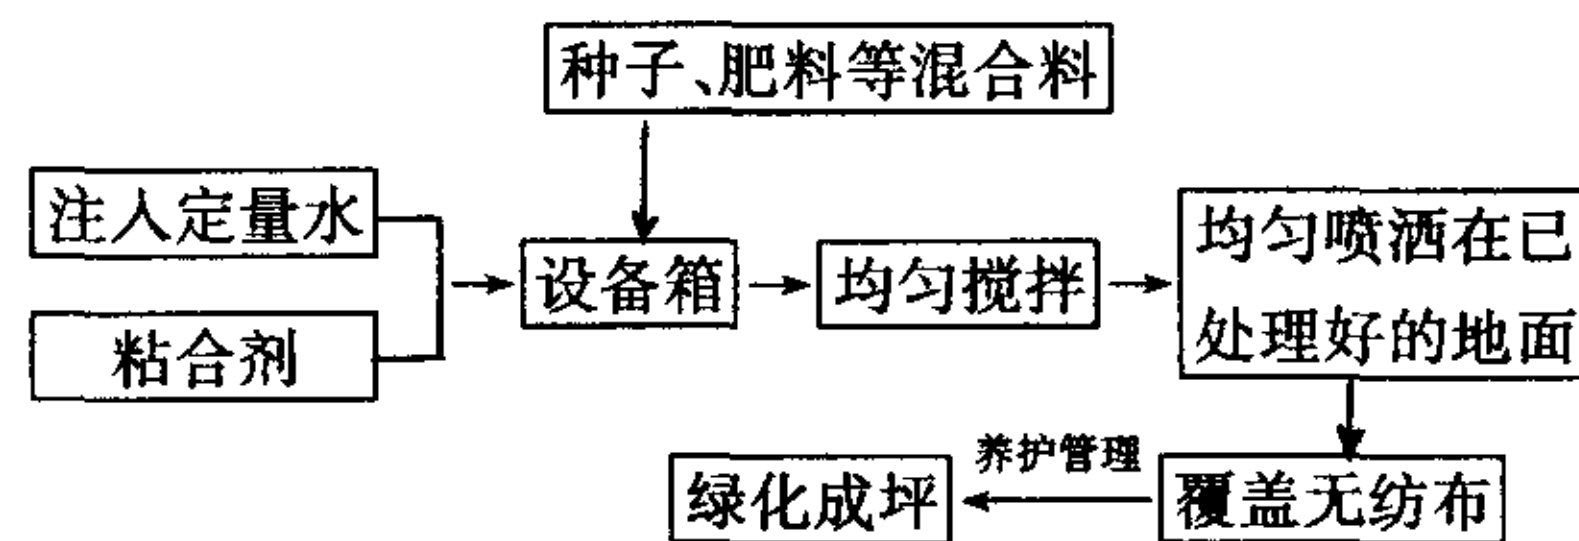 种子、肥料等混合料
注入定量水
粘合剂
设备箱
均匀搅拌
均匀喷洒在已
处理好的地面
养护管理
绿化成坪
覆盖无纺布